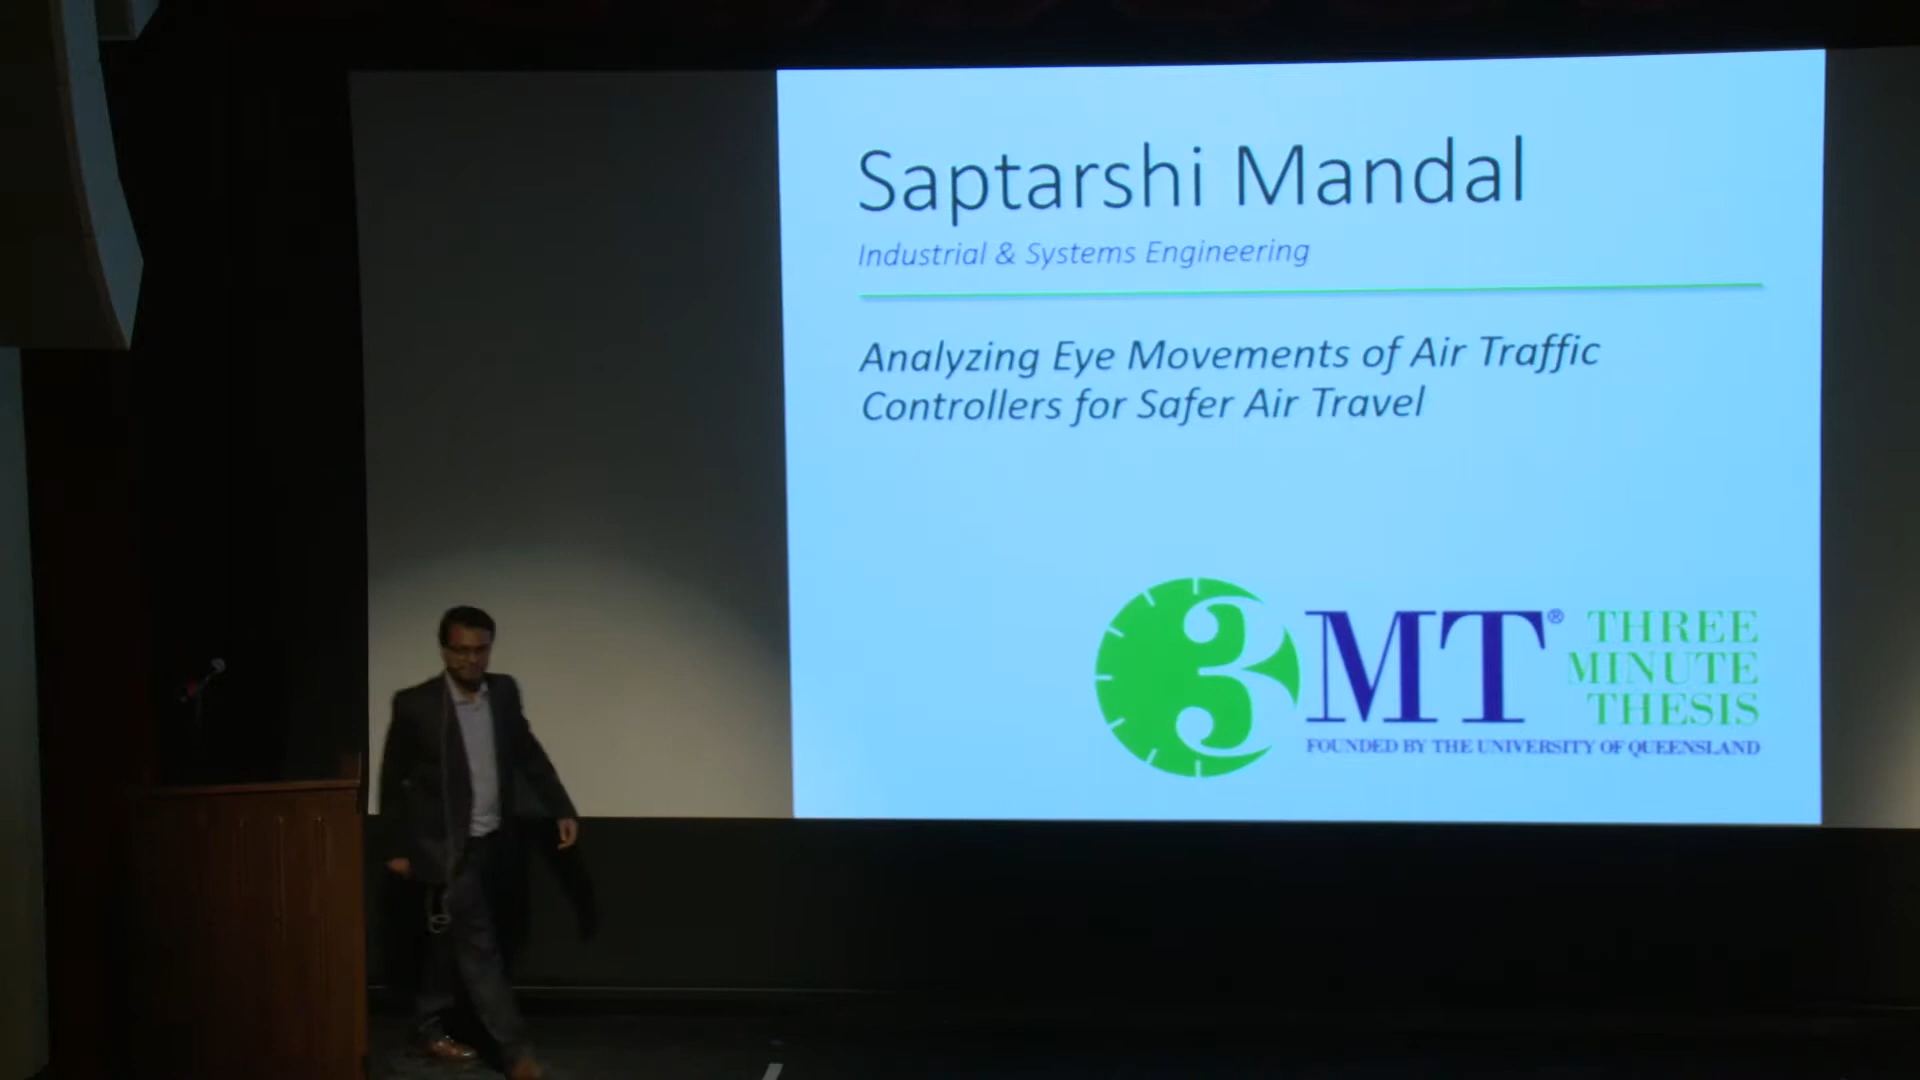 Saptarshi Mandal
Industrial & Systems Engineering
Analyzing Eye Movements of Air Traffic
Controllers for Safer Air Travel
3MT® THREE
MINUTE
THESIS
FOUNDED BY THE UNIVERSITY OF QUEENSLAND